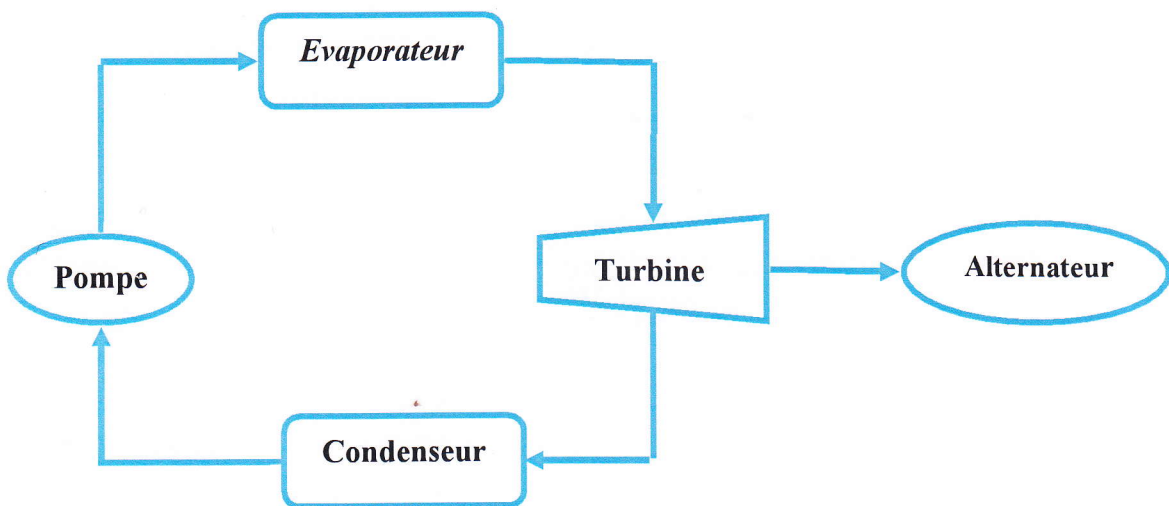 Evaporateur
Pompe
Turbine
Alternateur
Condenseur